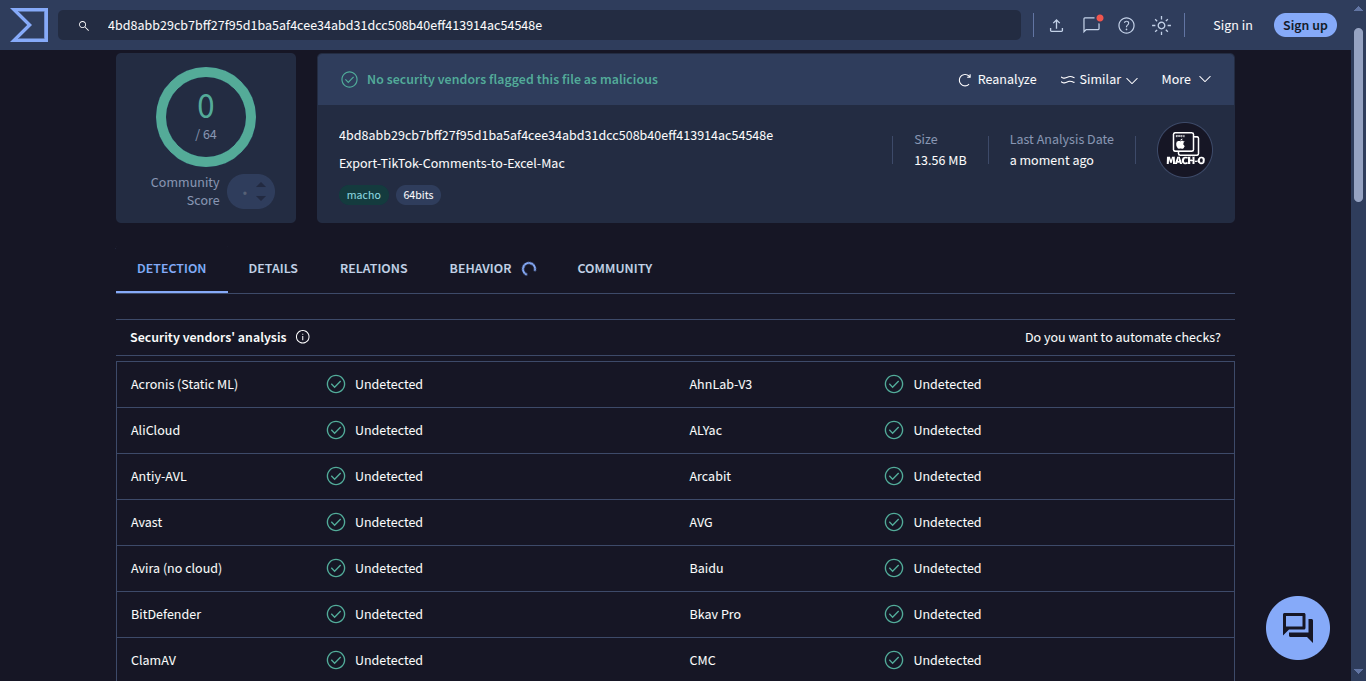 4bd8abb29cb7bff27f95d1ba5af4cee34abd31dcc508b40eff413914ac54548e
Sign in
Sign up
0
/ 64
Community
Score
No security vendors flagged this file as malicious
Reanalyze
Similar
More
4bd8abb29cb7bff27f95d1ba5af4cee34abd31dcc508b40eff413914ac54548e
Export-TikTok-Comments-to-Excel-Mac
macho
64bits
Size
13.56 MB
Last Analysis Date
a moment ago
MACH-O
DETECTION
DETAILS
RELATIONS
BEHAVIOR
COMMUNITY
Security vendors' analysis
Do you want to automate checks?
Acronis (Static ML) Undetected AhnLab-V3 Undetected
AliCloud Undetected ALYac Undetected
Antiy-AVL Undetected Arcabit Undetected
Avast Undetected AVG Undetected
Avira (no cloud) Undetected Baidu Undetected
BitDefender Undetected Bkav Pro Undetected
ClamAV Undetected CMC Undetected